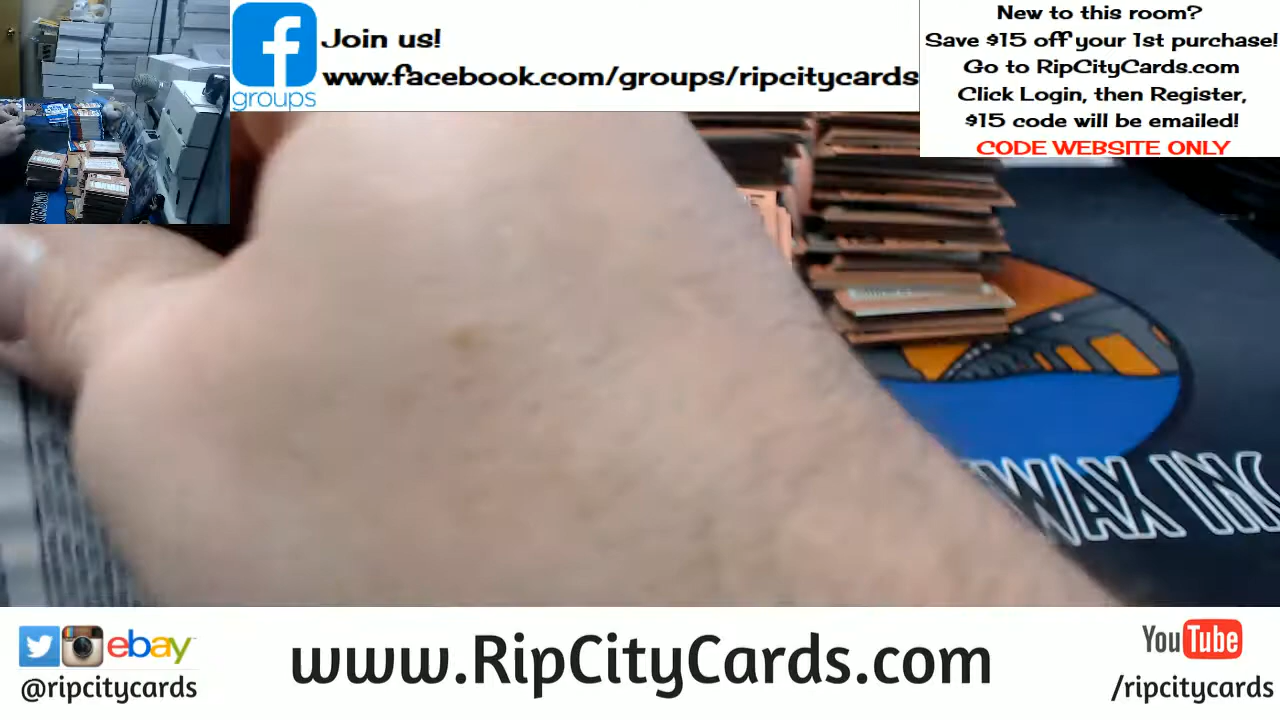 Join us!
www.facebook.com/groups/ripcitycards
groups
New to this room?
Save $15 off your 1st purchase!
Go to RipCityCards.com
Click Login, then Register,
$15 code will be emailed!
CODE WEBSITE ONLY
WAX INC
ebay
@ripcitycards
www.RipCityCards.com
YouTube
/ripcitycards